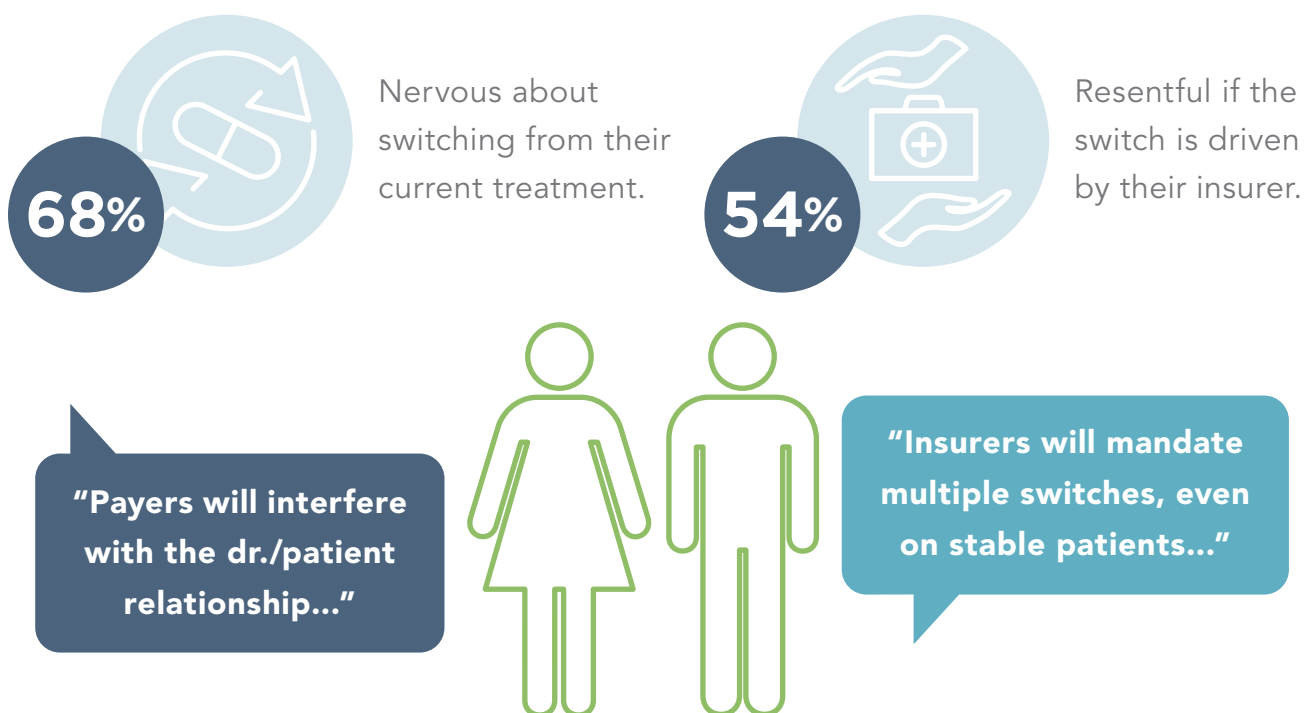 68%
Nervous about
switching from their
current treatment.
54%
Resentful if the
switch is driven
by their insurer.
"Payers will interfere
with the dr./patient
relationship..."
"Insurers will mandate
multiple switches, even
on stable patients..."